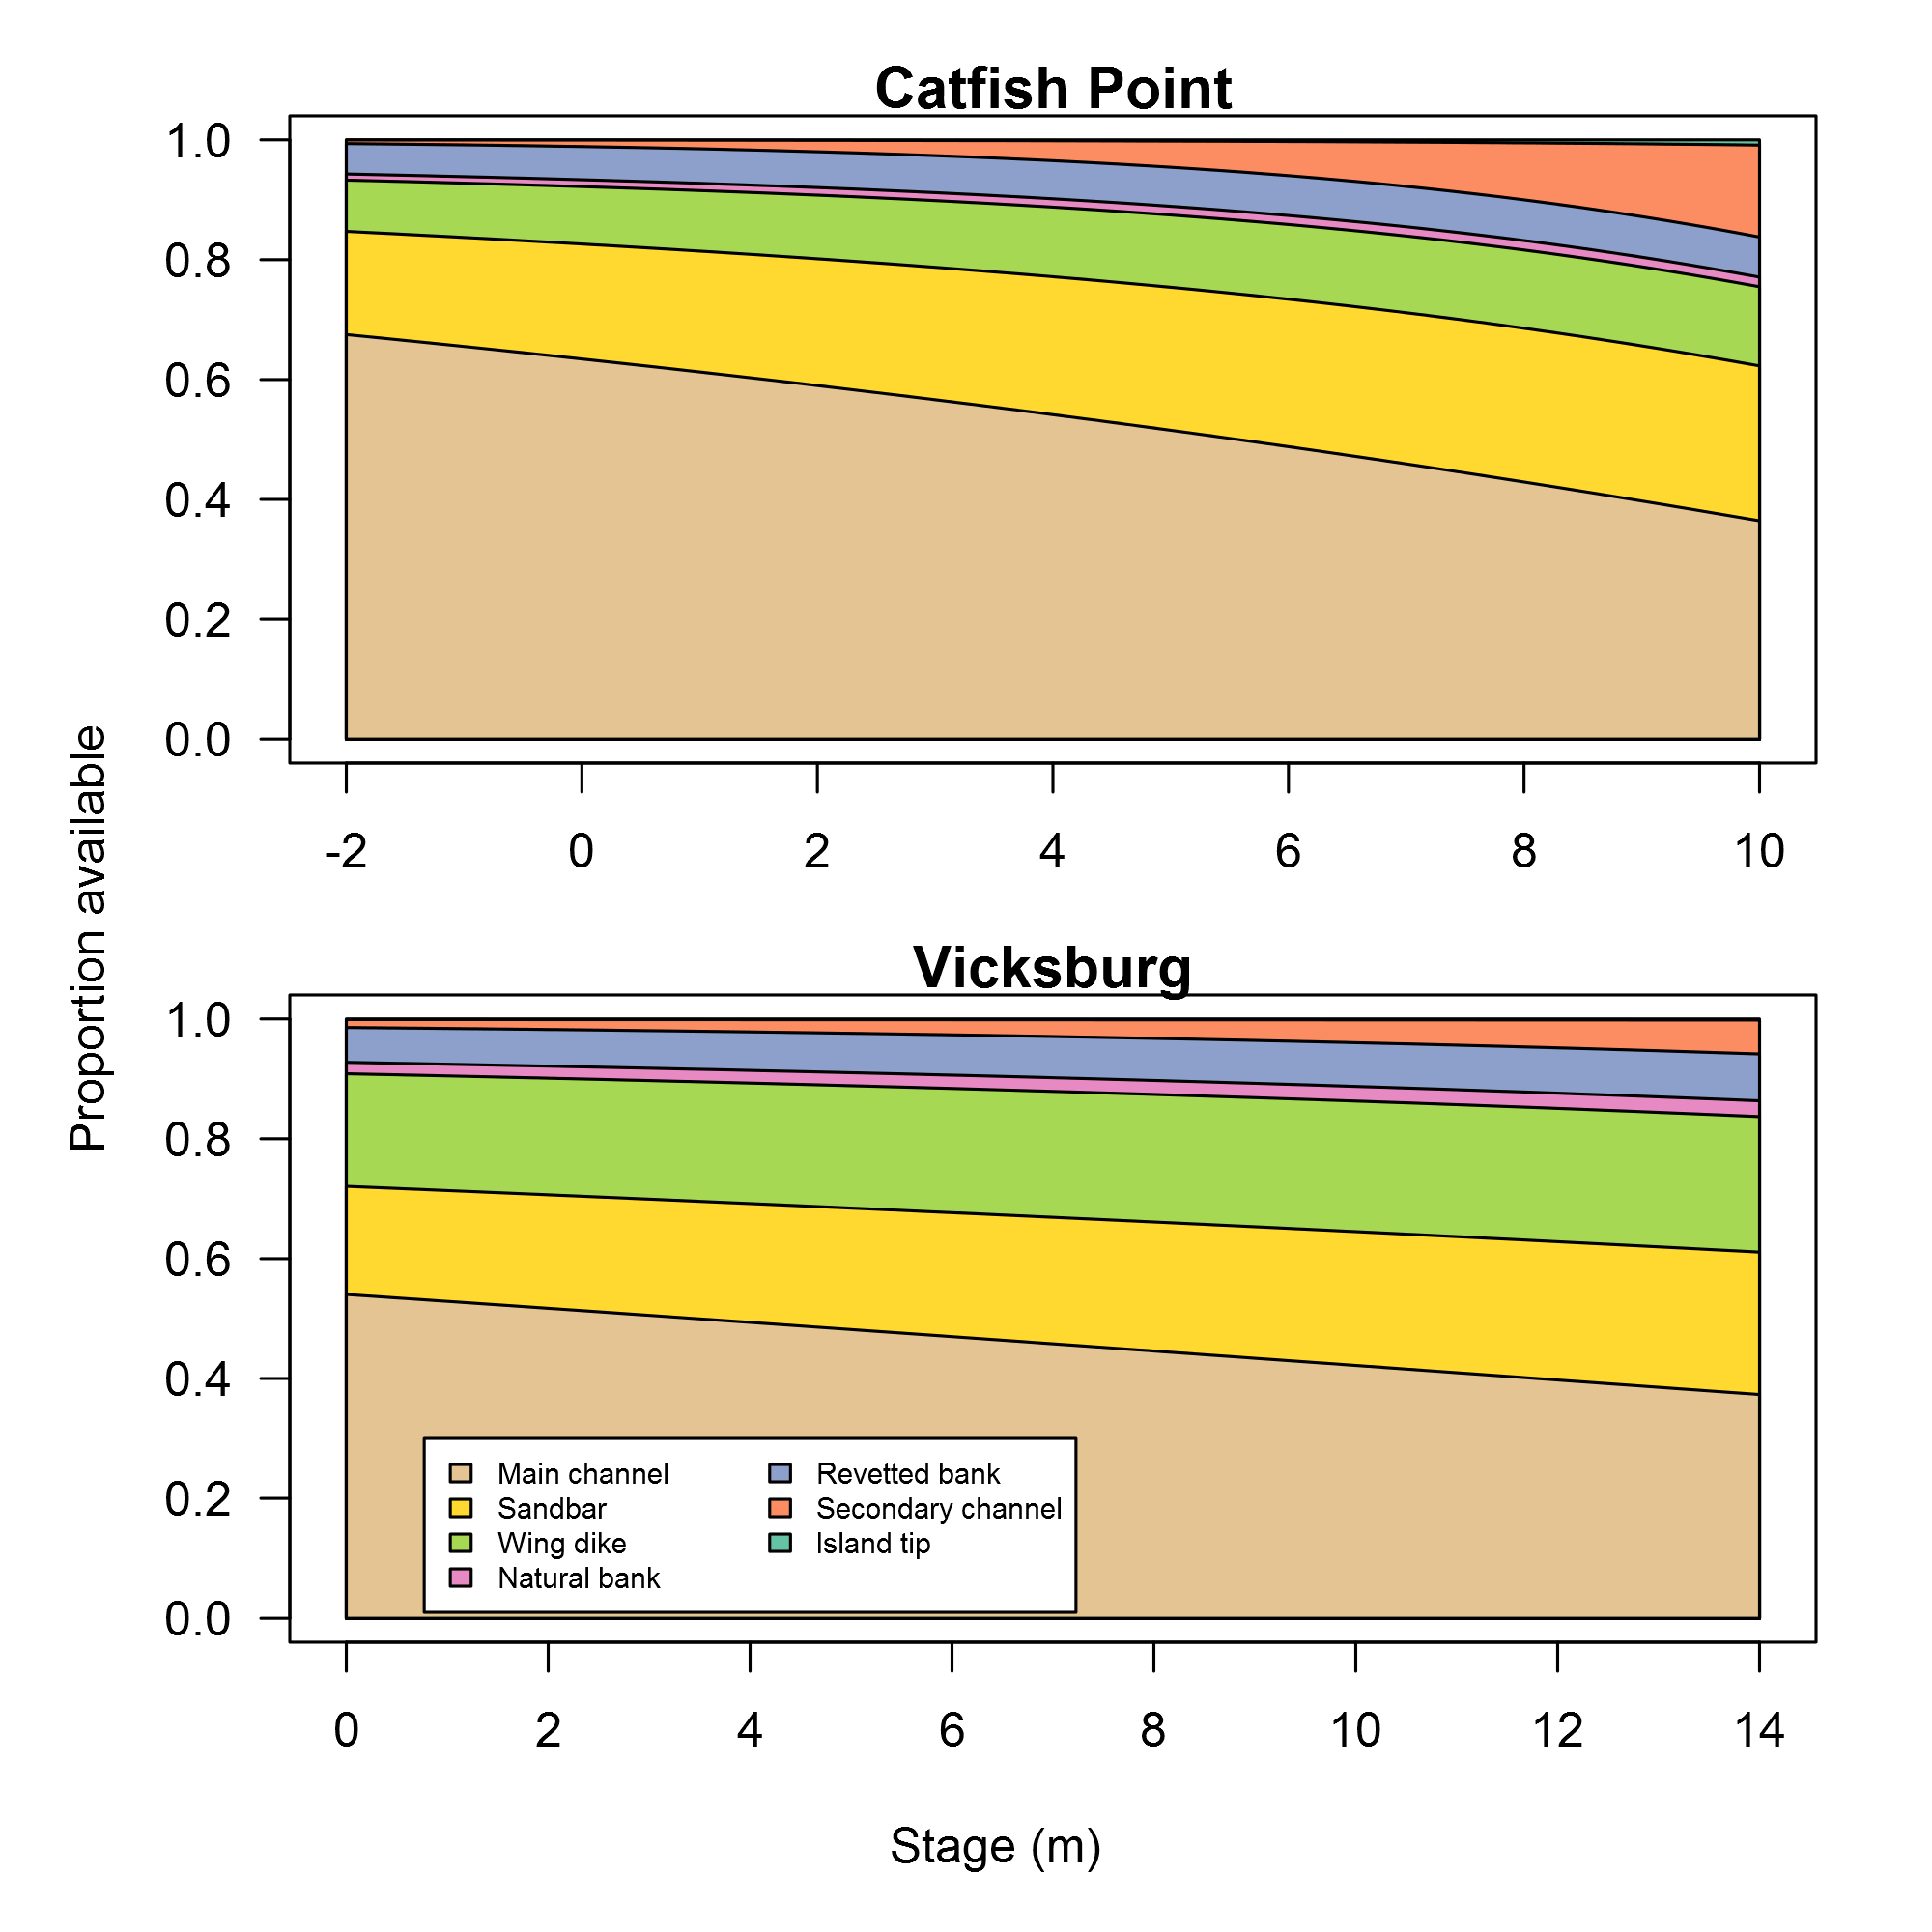 Catfish Point
1.0
0.8
0.6
0.4
0.2
0.0
-2 0 2 4 6 8 10
Proportion available
Vicksburg
1.0
0.8
0.6
0.4
0.2
0.0
Main channel Revetted bank
Sandbar Secondary channel
Wing dike Island tip
Natural bank
0 2 4 6 8 10 12 14
Stage (m)